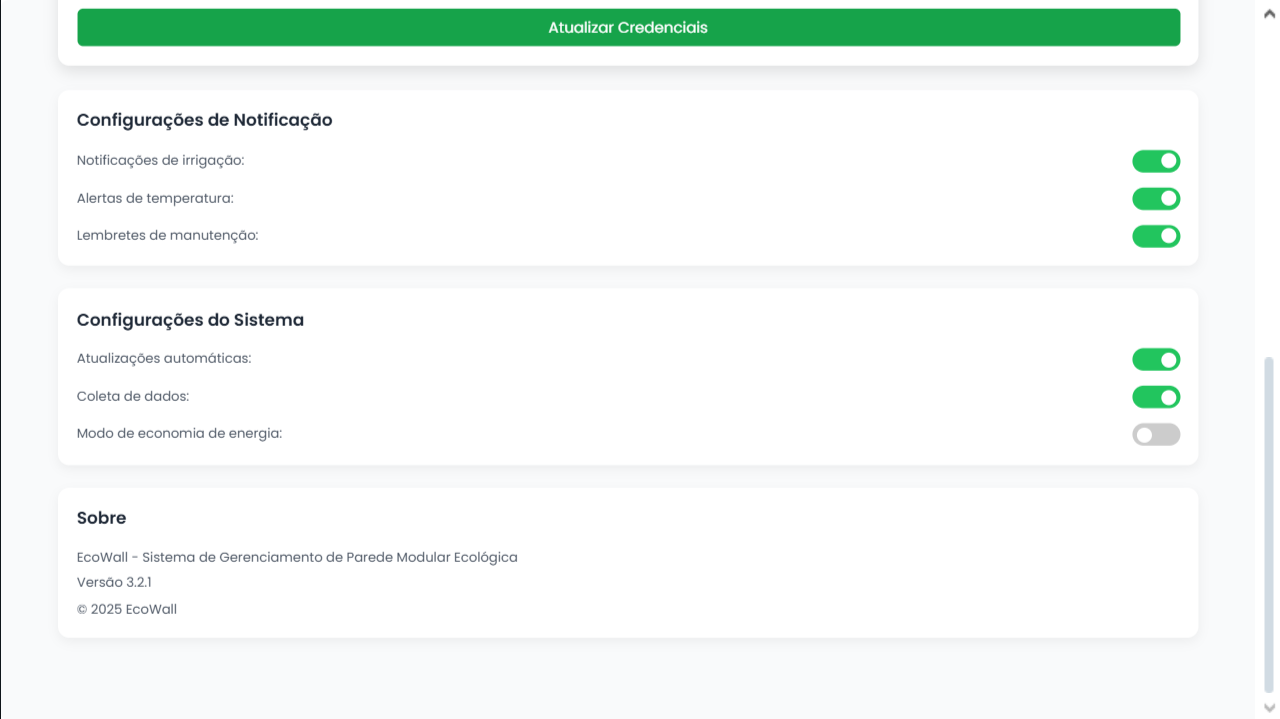 Atualizar Credenciais
Configurações de Notificação
Notificações de irrigação:
Alertas de temperatura:
Lembretes de manutenção:
Configurações do Sistema
Atualizações automáticas:
Coleta de dados:
Modo de economia de energia:
Sobre
EcoWall - Sistema de Gerenciamento de Parede Modular Ecológica
Versão 3.2.1
© 2025 EcoWall